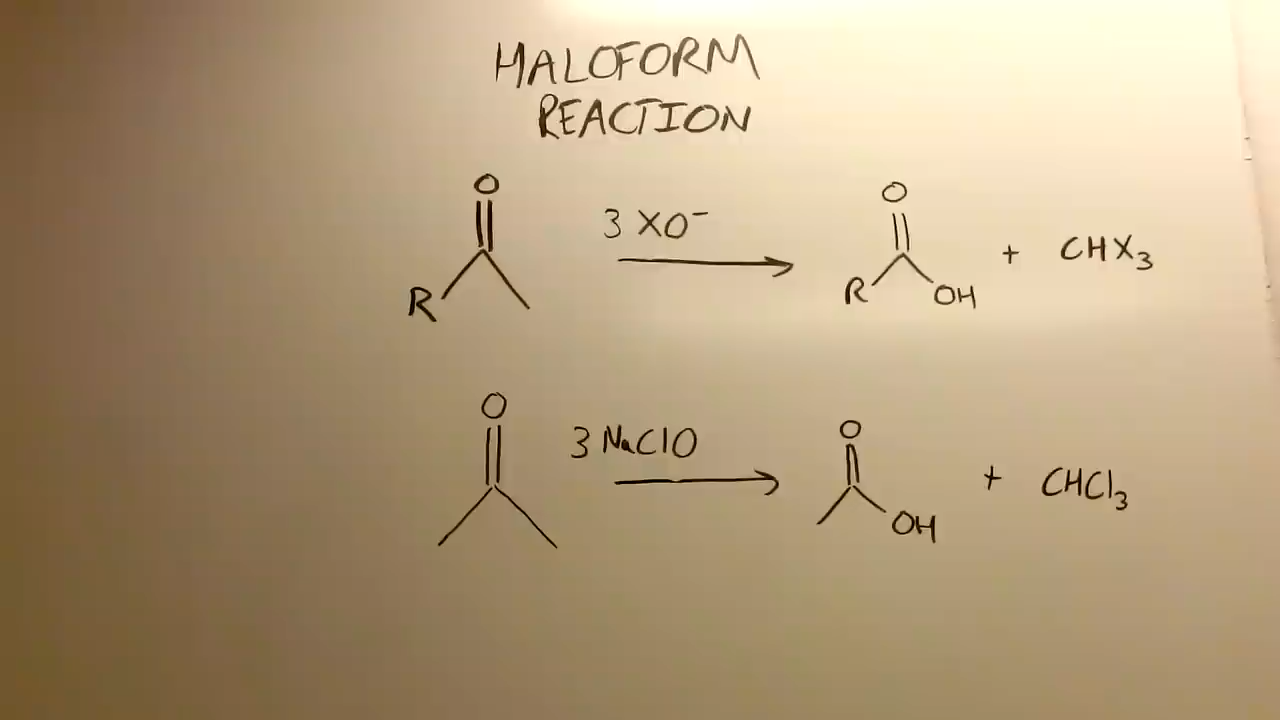 HALOFORM
REACTION
O
3 XO⁻
R
O
R
OH
+ CHX₃
O
3 NaClO
O
OH
+ CHCl₃